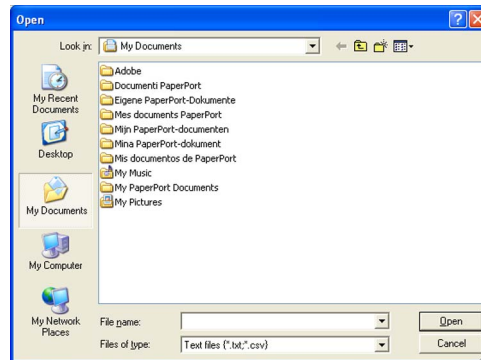 Open
Look in:
My Documents
Adobe
Documenti PaperPort
Eigene PaperPort-Dokumente
Mes documents PaperPort
Mijn PaperPort-documenten
Mina PaperPort-dokument
Mis documentos de PaperPort
My Music
My PaperPort Documents
My Pictures
My Recent
Documents
Desktop
My Documents
My Computer
My Network
Places
File name:
Open
Files of type:
Text files {*.txt;*.csv}
Cancel